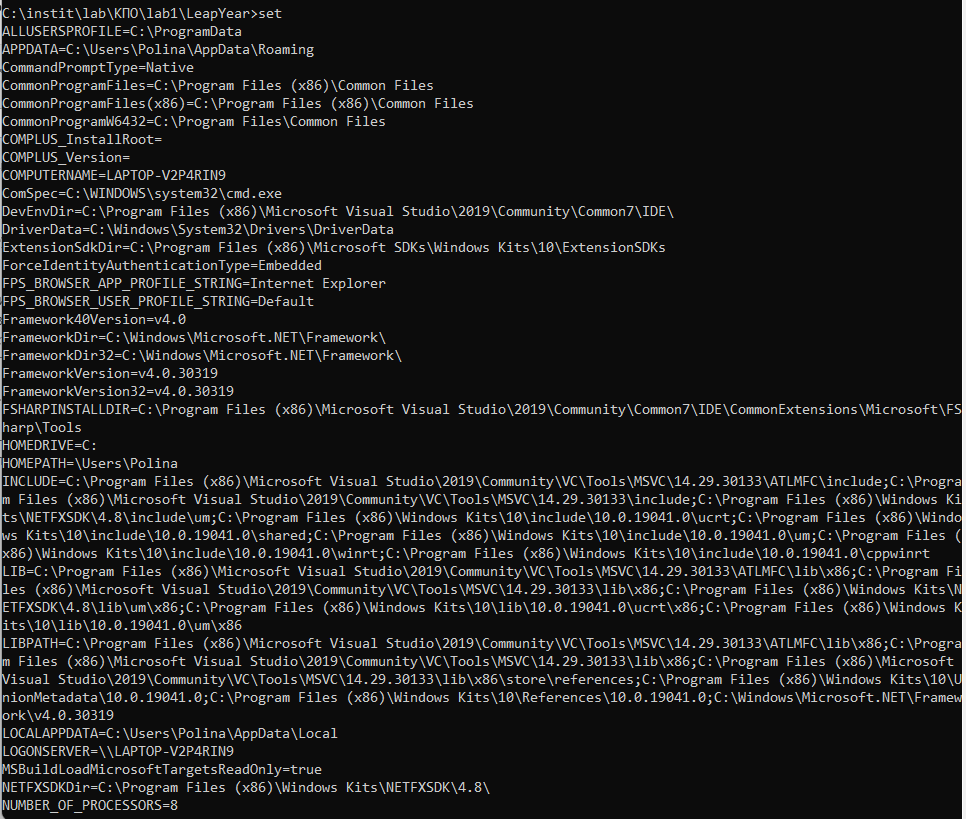 C:\instit\lab\КПО\lab1\LeapYear>set
ALLUSERSPROFILE=C:\ProgramData
APPDATA=C:\Users\Polina\AppData\Roaming
CommandPromptType=Native
CommonProgramFiles=C:\Program Files (x86)\Common Files
CommonProgramFiles(x86)=C:\Program Files (x86)\Common Files
CommonProgramW6432=C:\Program Files\Common Files
COMPLUS_InstallRoot=
COMPLUS_Version=
COMPUTERNAME=LAPTOP-V2P4RIN9
ComSpec=C:\WINDOWS\system32\cmd.exe
DevEnvDir=C:\Program Files (x86)\Microsoft Visual Studio\2019\Community\Common7\IDE\
DriverData=C:\Windows\System32\Drivers\DriverData
ExtensionSdkDir=C:\Program Files (x86)\Microsoft SDKs\Windows Kits\10\ExtensionSDKs
ForceIdentityAuthenticationType=Embedded
FPS_BROWSER_APP_PROFILE_STRING=Internet Explorer
FPS_BROWSER_USER_PROFILE_STRING=Default
Framework40Version=v4.0
FrameworkDir=C:\Windows\Microsoft.NET\Framework\
FrameworkDir32=C:\Windows\Microsoft.NET\Framework\
FrameworkVersion=v4.0.30319
FrameworkVersion32=v4.0.30319
FSHARPINSTALLDIR=C:\Program Files (x86)\Microsoft Visual Studio\2019\Community\Common7\IDE\CommonExtensions\Microsoft\FS
harp\Tools
HOMEDRIVE=C:
HOMEPATH=\Users\Polina
INCLUDE=C:\Program Files (x86)\Microsoft Visual Studio\2019\Community\VC\Tools\MSVC\14.29.30133\ATLMFC\include;C:\Progra
m Files (x86)\Microsoft Visual Studio\2019\Community\VC\Tools\MSVC\14.29.30133\include;C:\Program Files (x86)\Windows Ki
ts\NETFXSDK\4.8\include\um;C:\Program Files (x86)\Windows Kits\10\include\10.0.19041.0\ucrt;C:\Program Files (x86)\Windo
ws Kits\10\include\10.0.19041.0\shared;C:\Program Files (x86)\Windows Kits\10\include\10.0.19041.0\um;C:\Program Files (
x86)\Windows Kits\10\include\10.0.19041.0\winrt;C:\Program Files (x86)\Windows Kits\10\include\10.0.19041.0\cppwinrt
LIB=C:\Program Files (x86)\Microsoft Visual Studio\2019\Community\VC\Tools\MSVC\14.29.30133\ATLMFC\lib\x86;C:\Program Fi
les (x86)\Microsoft Visual Studio\2019\Community\VC\Tools\MSVC\14.29.30133\lib\x86;C:\Program Files (x86)\Windows Kits\N
ETFXSDK\4.8\lib\um\x86;C:\Program Files (x86)\Windows Kits\10\lib\10.0.19041.0\ucrt\x86;C:\Program Files (x86)\Windows K
its\10\lib\10.0.19041.0\um\x86
LIBPATH=C:\Program Files (x86)\Microsoft Visual Studio\2019\Community\VC\Tools\MSVC\14.29.30133\ATLMFC\lib\x86;C:\Progra
m Files (x86)\Microsoft Visual Studio\2019\Community\VC\Tools\MSVC\14.29.30133\lib\x86;C:\Program Files (x86)\Microsoft 
Visual Studio\2019\Community\VC\Tools\MSVC\14.29.30133\lib\x86\store\references;C:\Program Files (x86)\Windows Kits\10\U
nionMetadata\10.0.19041.0;C:\Program Files (x86)\Windows Kits\10\References\10.0.19041.0;C:\Windows\Microsoft.NET\Framew
ork\v4.0.30319
LOCALAPPDATA=C:\Users\Polina\AppData\Local
LOGONSERVER=\\LAPTOP-V2P4RIN9
MSBuildLoadMicrosoftTargetsReadOnly=true
NETFXSDKDir=C:\Program Files (x86)\Windows Kits\NETFXSDK\4.8\
NUMBER_OF_PROCESSORS=8